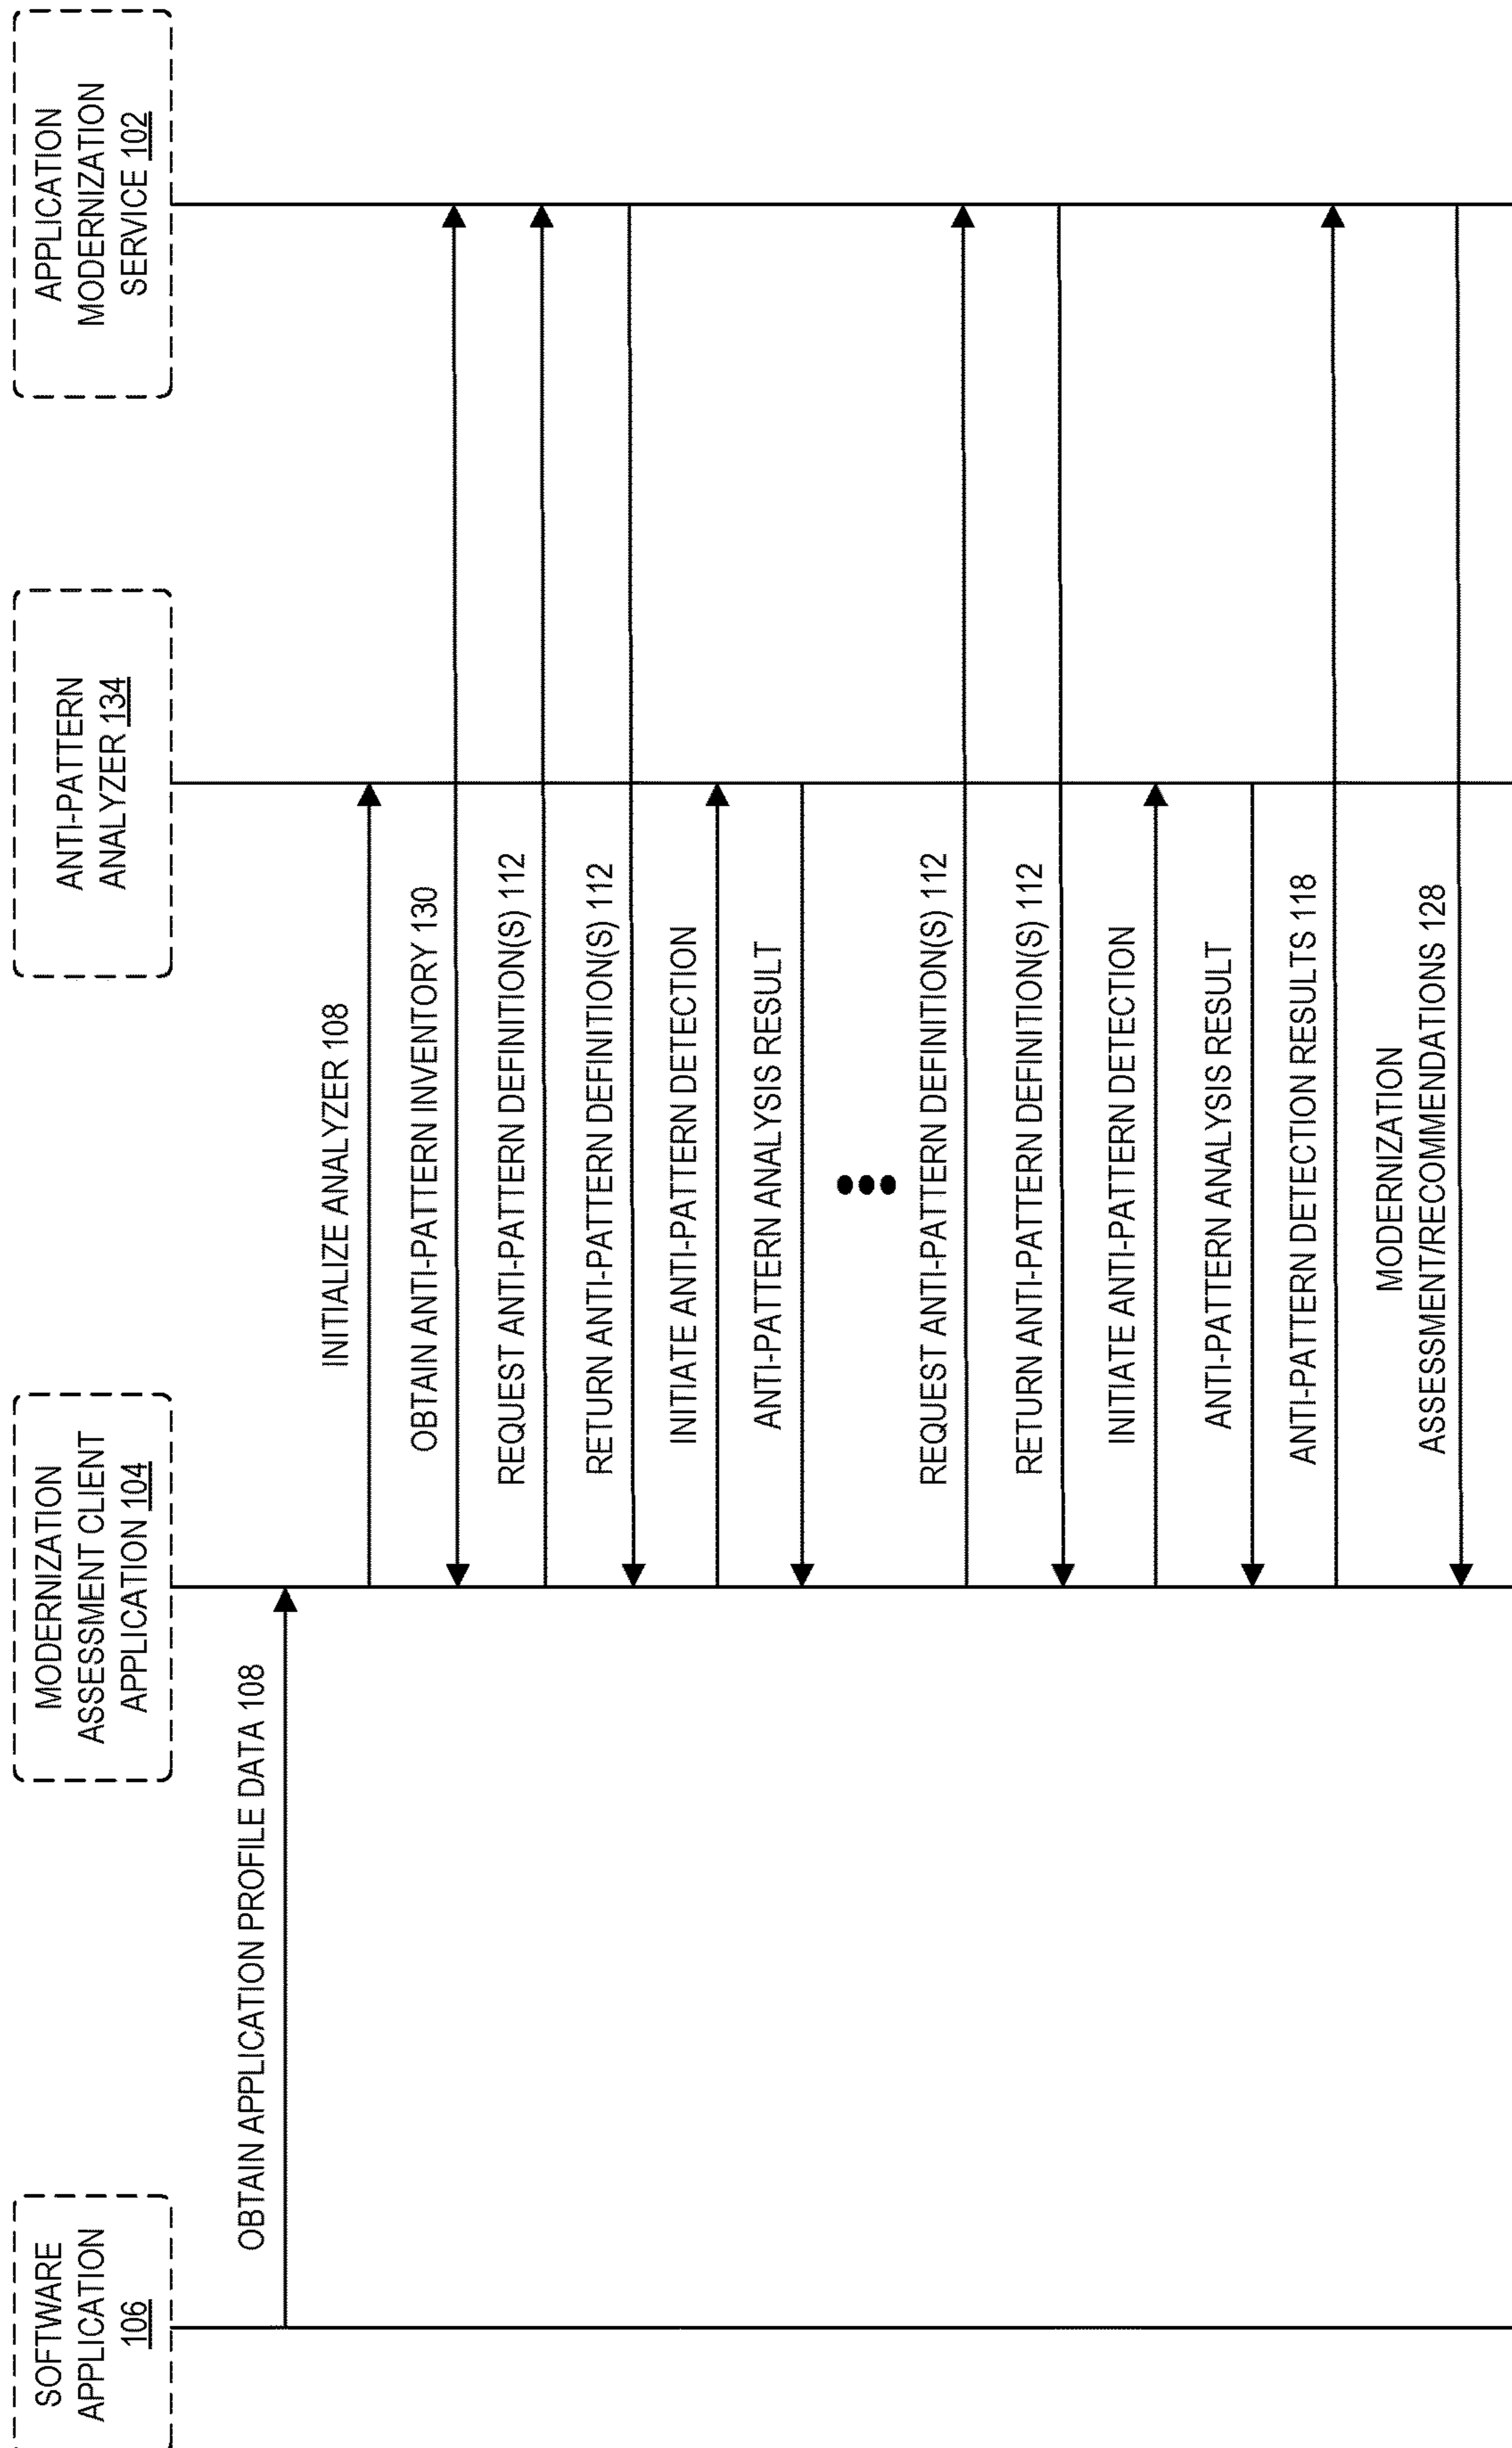 SOFTWARE
APPLICATION
106
MODERNIZATION
ASSESSMENT CLIENT
APPLICATION 104
ANTI-PATTERN
ANALYZER 134
APPLICATION
MODERNIZATION
SERVICE 102
OBTAIN APPLICATION PROFILE DATA 108
INITIALIZE ANALYZER 108
OBTAIN ANTI-PATTERN INVENTORY 130
REQUEST ANTI-PATTERN DEFINITION(S) 112
RETURN ANTI-PATTERN DEFINITION(S) 112
INITIATE ANTI-PATTERN DETECTION
ANTI-PATTERN ANALYSIS RESULT
REQUEST ANTI-PATTERN DEFINITION(S) 112
RETURN ANTI-PATTERN DEFINITION(S) 112
INITIATE ANTI-PATTERN DETECTION
ANTI-PATTERN ANALYSIS RESULT
ANTI-PATTERN DETECTION RESULTS 118
MODERNIZATION
ASSESSMENT/RECOMMENDATIONS 128